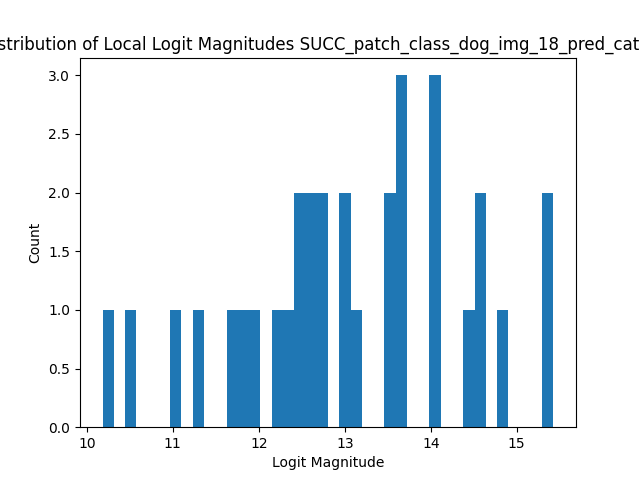 stribution of Local Logit Magnitudes SUCC_patch_class_dog_img_18_pred_cat
3.0
2.5
2.0
1.5
1.0
0.5
0.0
Count
10 11 12 13 14 15
Logit Magnitude